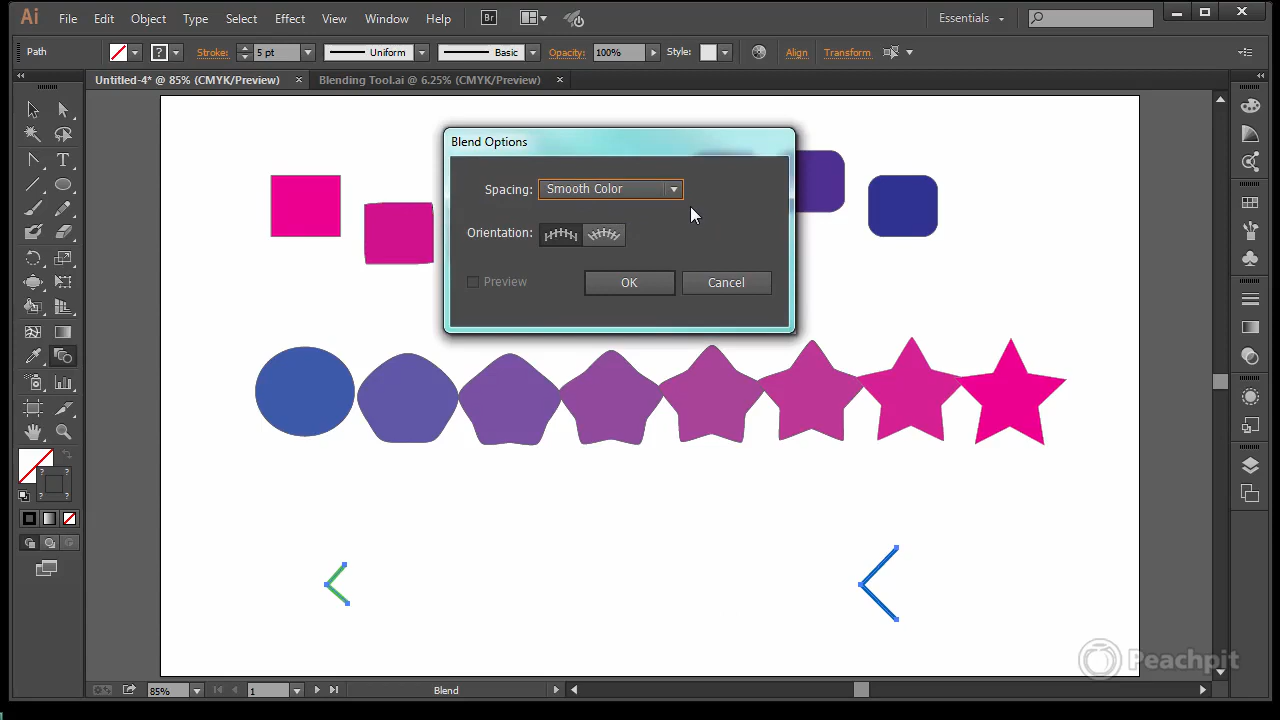 Ai File Edit Object Type Select Effect View Window Help Br Essentials
Path Stroke: 5 pt Uniform Basic Opacity: 100% Style: Align Transform
Untitled-4* @ 85% (CMYK/Preview) × Blending Tool.ai @ 6.25% (CMYK/Preview) ×
Blend Options
Spacing: Smooth Color
Orientation:
Preview OK Cancel
Peachpit
85% 1 Blend